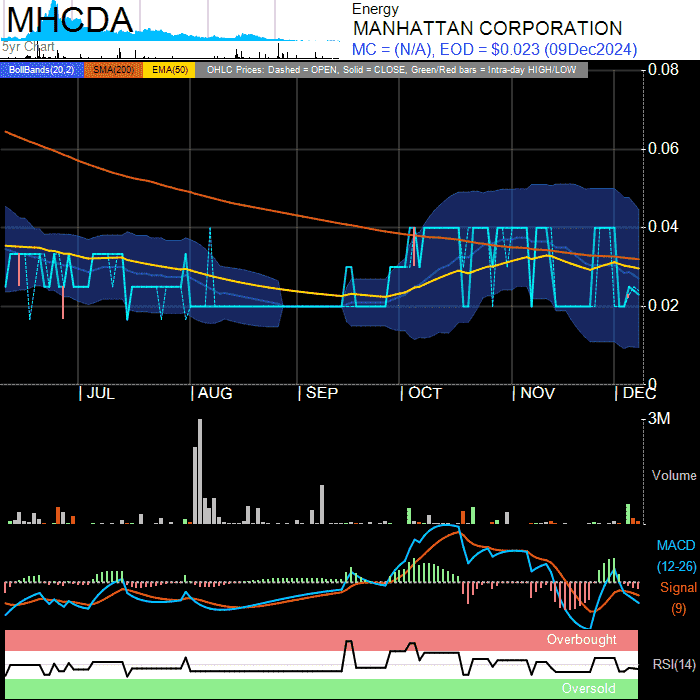 MHCDA
5yr Chart
Energy
MANHATTAN CORPORATION
MC = (N/A), EOD = $0.023 (09Dec2024)
BollBands(20,2) SMA(200) EMA(50) OHLC Prices: Dashed = OPEN, Solid = CLOSE, Green/Red bars = Intra-day HIGH/LOW
0.08
0.06
0.04
0.02
0
| JUL | AUG | SEP | OCT | NOV | DEC
3M
Volume
MACD
(12-26)
Signal
(9)
Overbought
RSI(14)
Oversold